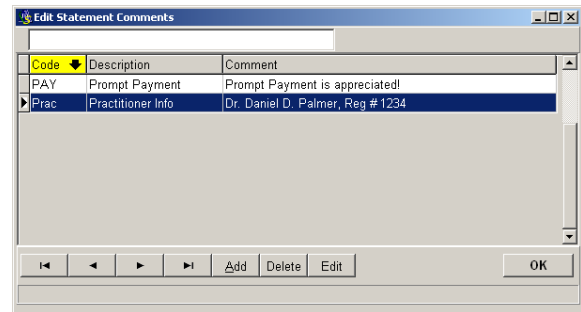 Edit Statement Comments
Code Description Comment
PAY Prompt Payment Prompt Payment is appreciated!
Prac Practitioner Info Dr. Daniel D. Palmer, Reg # 1234
Add Delete Edit OK